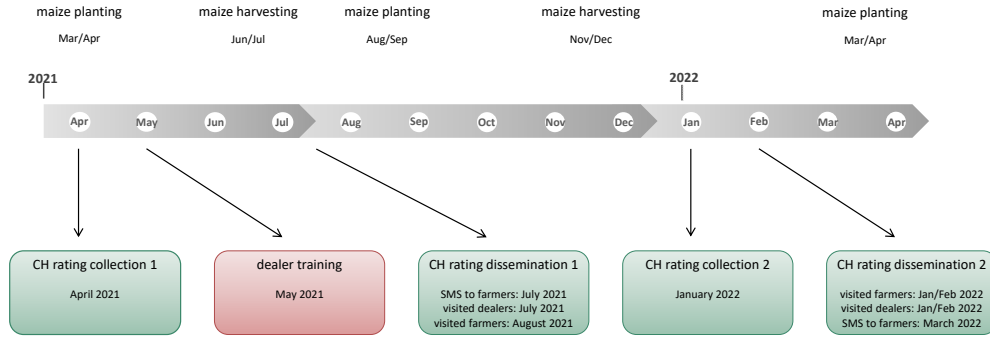 maize planting
Mar/Apr
maize harvesting
Jun/Jul
maize planting
Aug/Sep
maize harvesting
Nov/Dec
maize planting
Mar/Apr
2021
2022
Apr
May
Jun
Jul
Aug
Sep
Oct
Nov
Dec
Jan
Feb
Mar
Apr
CH rating collection 1
April 2021
dealer training
May 2021
CH rating dissemination 1
SMS to farmers: July 2021
visited dealers: July 2021
visited farmers: August 2021
CH rating collection 2
January 2022
CH rating dissemination 2
visited farmers: Jan/Feb 2022
visited dealers: Jan/Feb 2022
SMS to farmers: March 2022